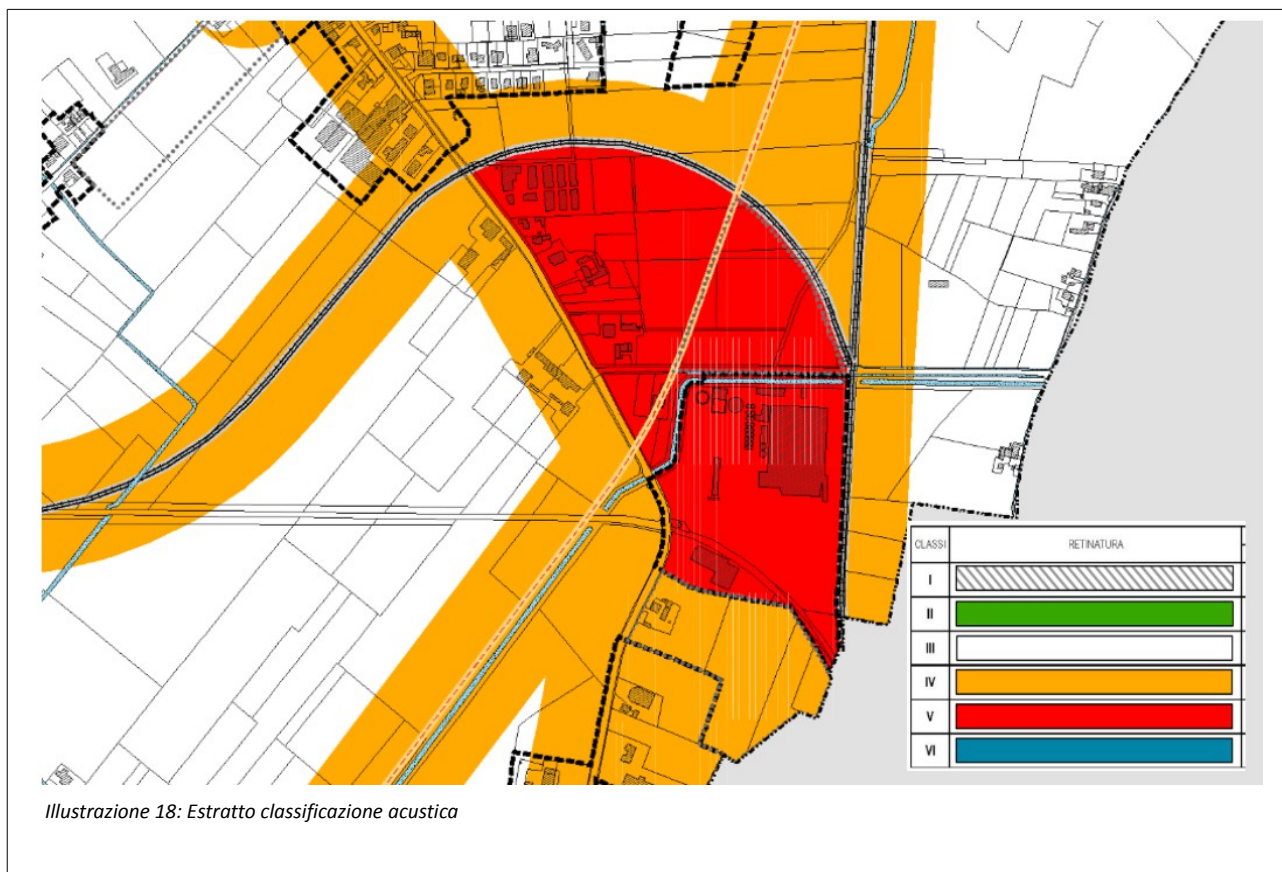 CLASSI RETINATURA
I
II
III
IV
V
VI
Illustrazione 18: Estratto classificazione acustica